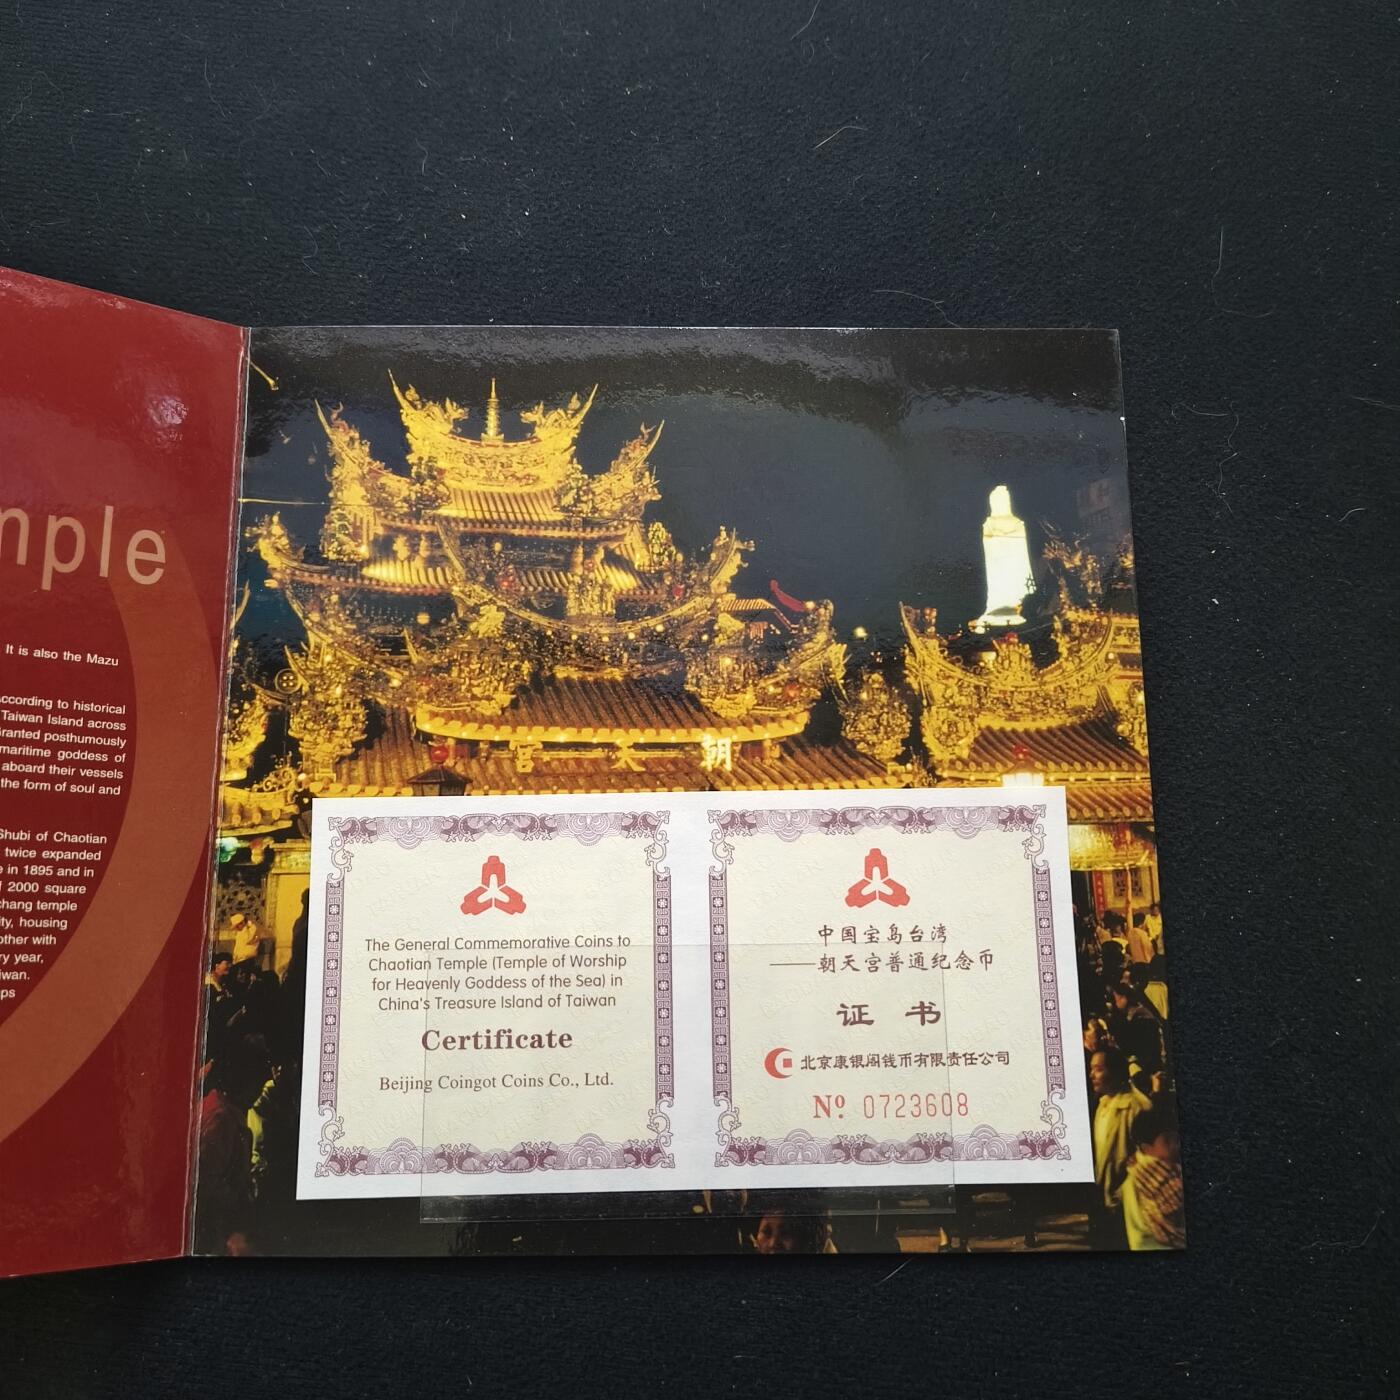 mple
It is also the Mazu
ccording to historical
Taiwan Island across
ranted posthumously
maritime goddess of
aboard their vessels
the form of soul and
Shubi of Chaotian
twice expanded
e in 1895 and in
f 2000 square
chang temple
ity, housing
other with
ry year,
iwan.
ps
宮天朝
The General Commemorative Coins to
Chaotian Temple (Temple of Worship
for Heavenly Goddess of the Sea) in
China's Treasure Island of Taiwan
Certificate
Beijing Coingot Coins Co., Ltd.
中国宝岛台湾
——朝天宫普通纪念币
证书
北京康银阁钱币有限责任公司
Nº 0723608